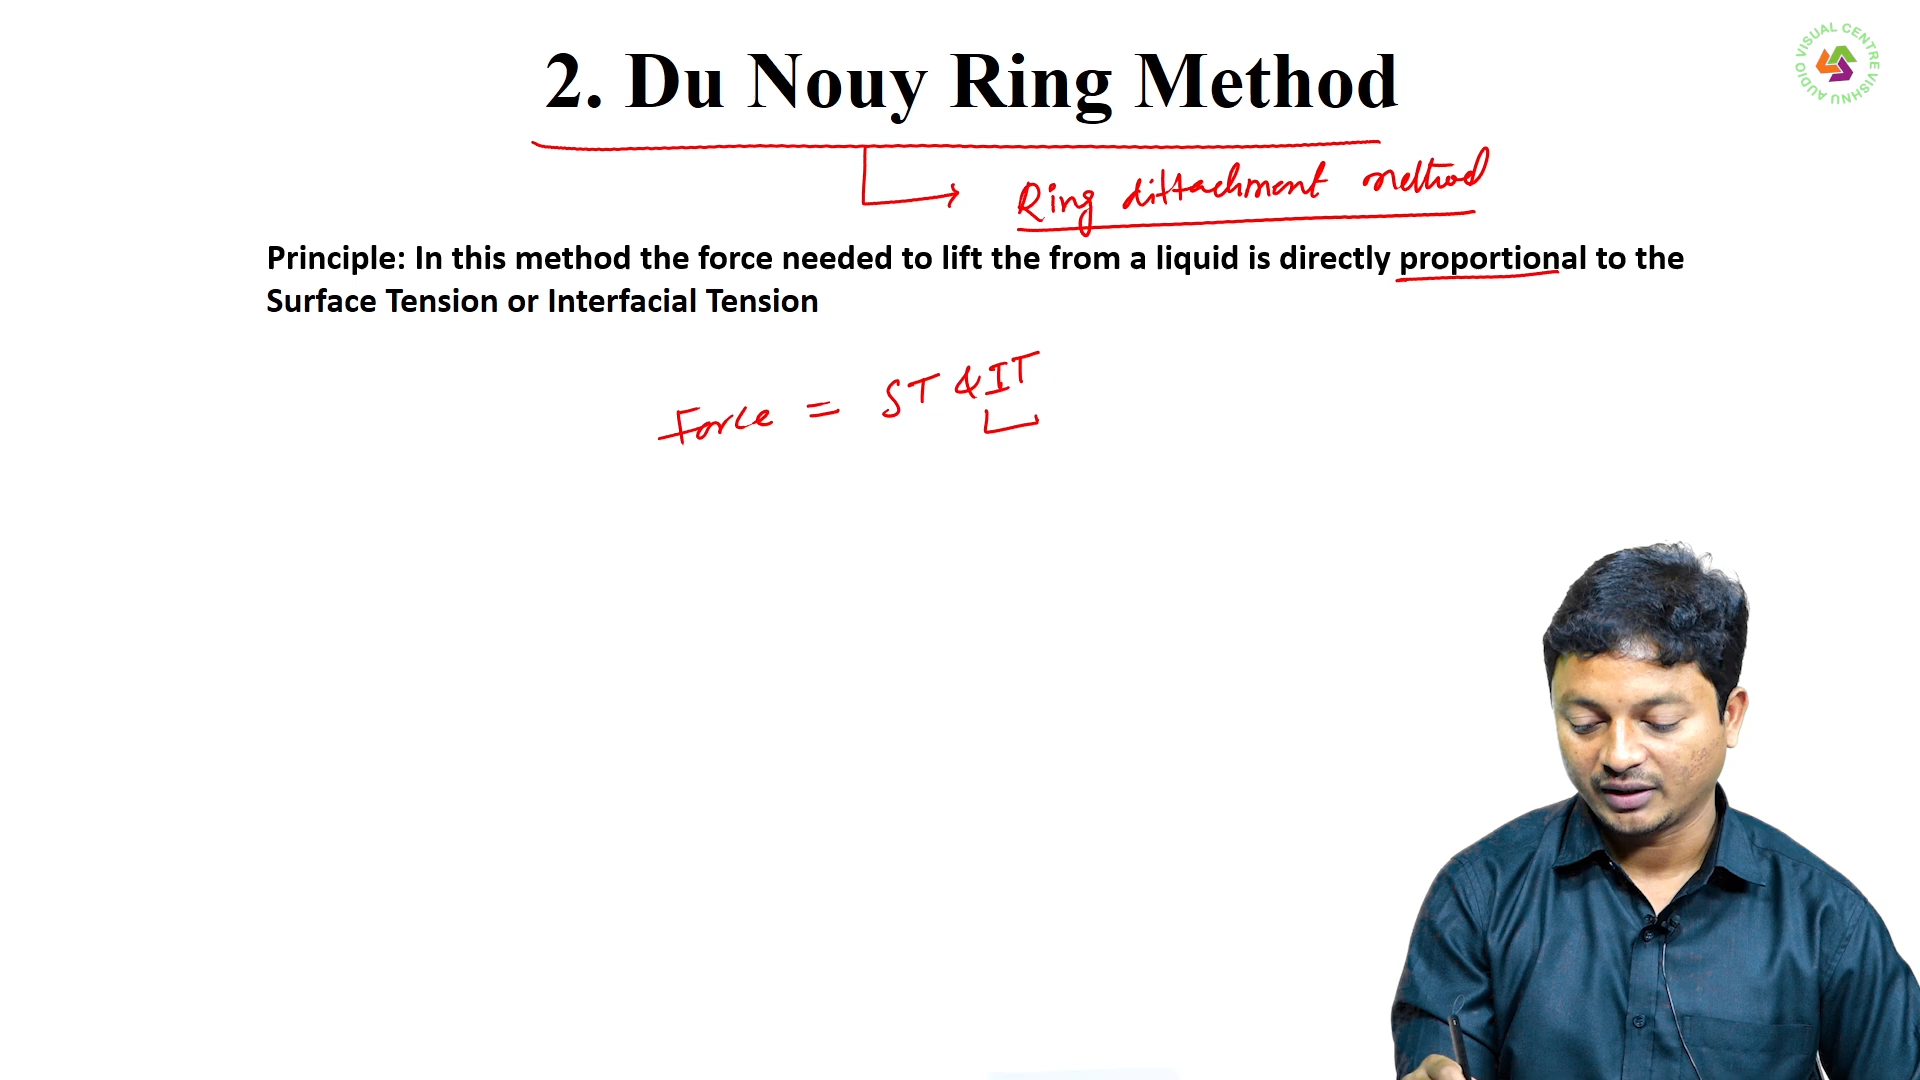 2. Du Nouy Ring Method
AUDIO VISUAL CENTRE VISHNU
Ring dittachment method
Principle: In this method the force needed to lift the from a liquid is directly proportional to the
Surface Tension or Interfacial Tension
Force = ST & IT